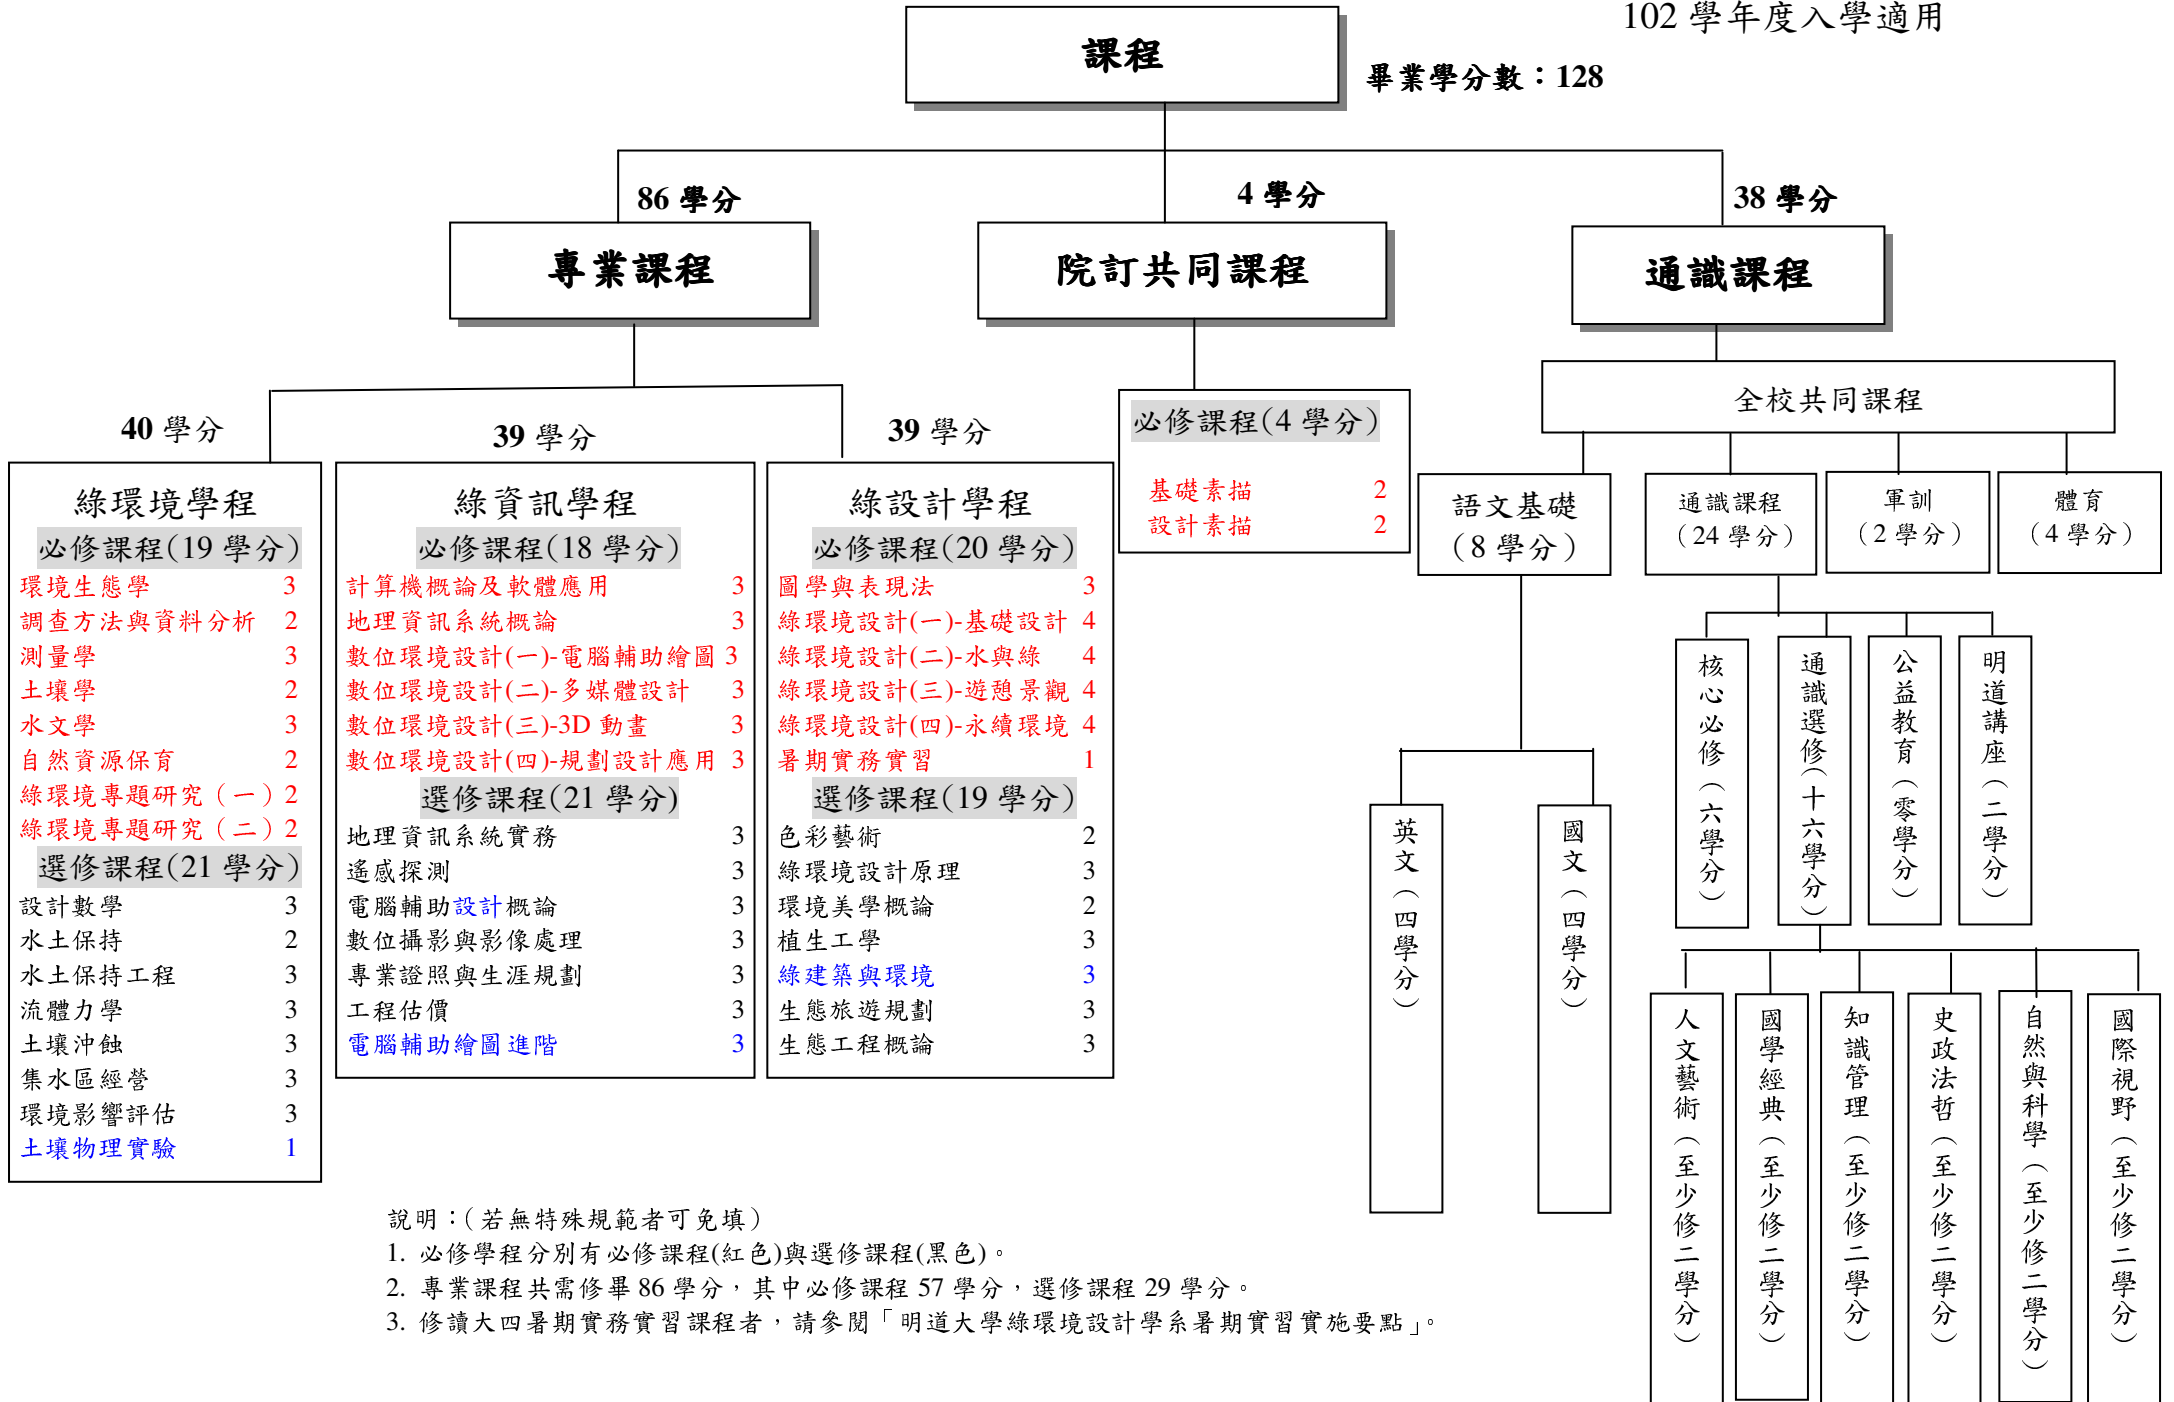 102 學年度入學適用
課程
畢業學分數：128
86 學分
4 學分
38 學分
專業課程
院訂共同課程
通識課程
40 學分
39 學分
39 學分
綠環境學程
必修課程(19 學分)
環境生態學 3
調查方法與資料分析 2
測量學 3
土壤學 2
水文學 3
自然資源保育 2
綠環境專題研究（一）2
綠環境專題研究（二）2
選修課程(21 學分)
設計數學 3
水土保持 2
水土保持工程 3
流體力學 3
土壤沖蝕 3
集水區經營 3
環境影響評估 3
土壤物理實驗 1
綠資訊學程
必修課程(18 學分)
計算機概論及軟體應用 3
地理資訊系統概論 3
數位環境設計(一)-電腦輔助繪圖 3
數位環境設計(二)-多媒體設計 3
數位環境設計(三)-3D 動畫 3
數位環境設計(四)-規劃設計應用 3
選修課程(21 學分)
地理資訊系統實務 3
遙感探測 3
電腦輔助設計概論 3
數位攝影與影像處理 3
專業證照與生涯規劃 3
工程估價 3
電腦輔助繪圖進階 3
綠設計學程
必修課程(20 學分)
圖學與表現法 3
綠環境設計(一)-基礎設計 4
綠環境設計(二)-水與綠 4
綠環境設計(三)-遊憩景觀 4
綠環境設計(四)-永續環境 4
暑期實務實習 1
選修課程(19 學分)
色彩藝術 2
綠環境設計原理 3
環境美學概論 2
植生工學 3
綠建築與環境 3
生態旅遊規劃 3
生態工程概論 3
必修課程(4 學分)
基礎素描 2
設計素描 2
全校共同課程
語文基礎
（8 學分）
通識課程
（24 學分）
軍訓
（2 學分）
體育
（4 學分）
英文（四學分）
國文（四學分）
核心必修（六學分）
通識選修（十六學分）
公益教育（零學分）
明道講座（二學分）
人文藝術（至少修二學分）
國學經典（至少修二學分）
知識管理（至少修二學分）
史政法哲（至少修二學分）
自然與科學（至少修二學分）
國際視野（至少修二學分）
說明：（若無特殊規範者可免填）
1. 必修學程分別有必修課程(紅色)與選修課程(黑色)。
2. 專業課程共需修畢 86 學分，其中必修課程 57 學分，選修課程 29 學分。
3. 修讀大四暑期實務實習課程者，請參閱「明道大學綠環境設計學系暑期實習實施要點」。